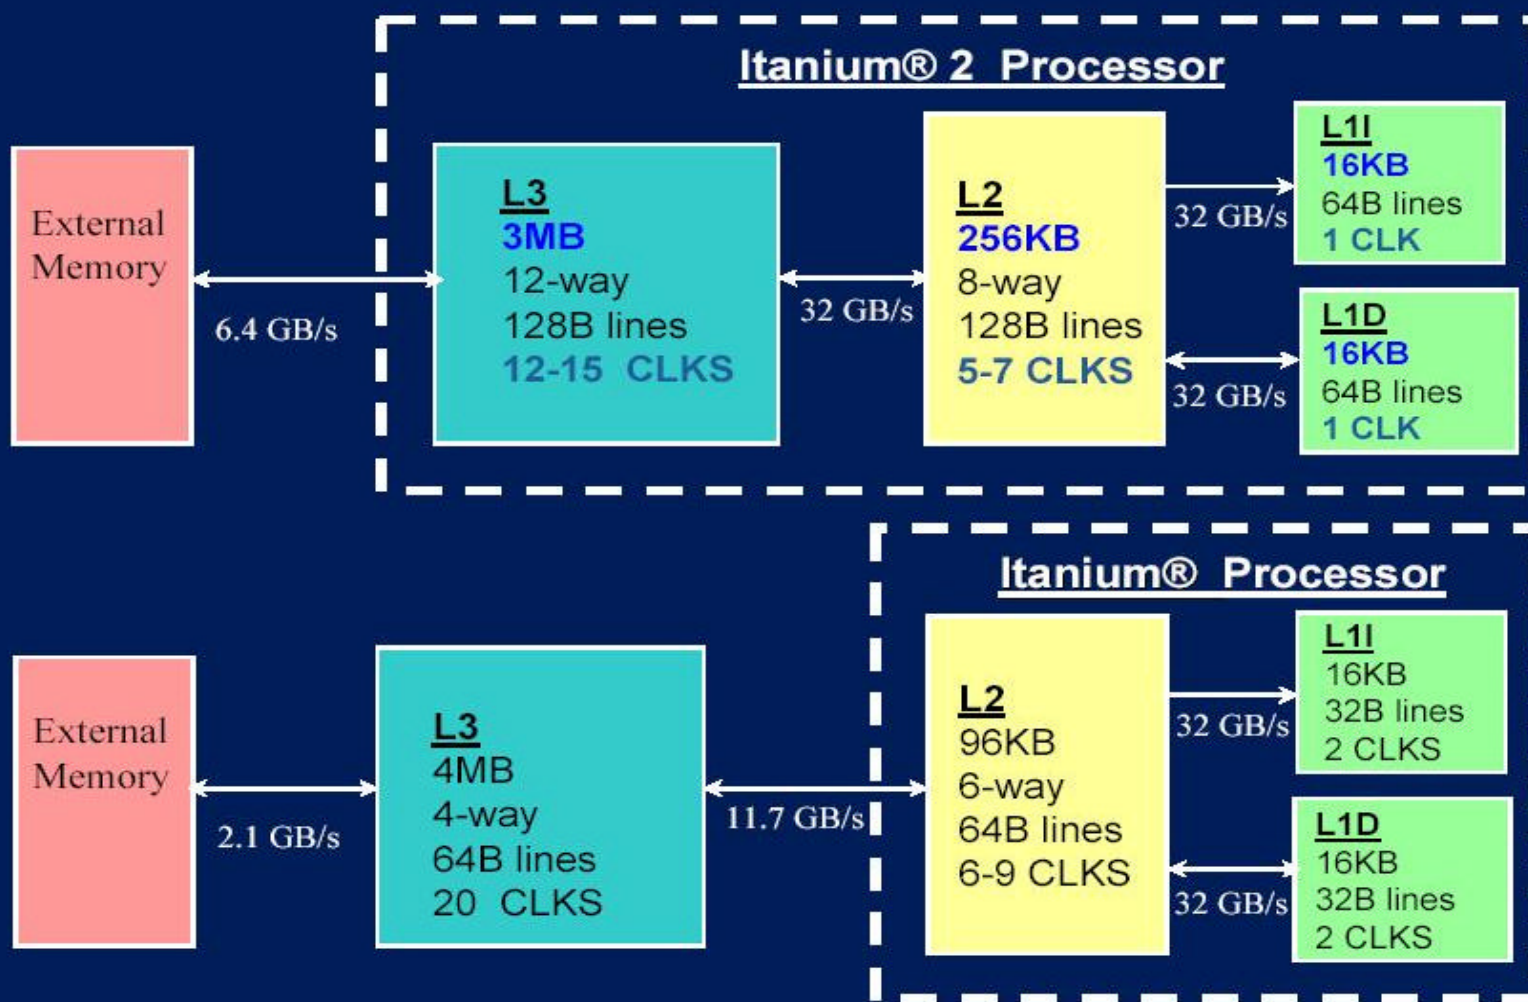 Itanium® 2 Processor
External
Memory
6.4 GB/s
L3
3MB
12-way
128B lines
12-15 CLKS
32 GB/s
L2
256KB
8-way
128B lines
5-7 CLKS
32 GB/s
L1I
16KB
64B lines
1 CLK
32 GB/s
L1D
16KB
64B lines
1 CLK
Itanium® Processor
External
Memory
2.1 GB/s
L3
4MB
4-way
64B lines
20 CLKS
11.7 GB/s
L2
96KB
6-way
64B lines
6-9 CLKS
32 GB/s
L1I
16KB
32B lines
2 CLKS
32 GB/s
L1D
16KB
32B lines
2 CLKS